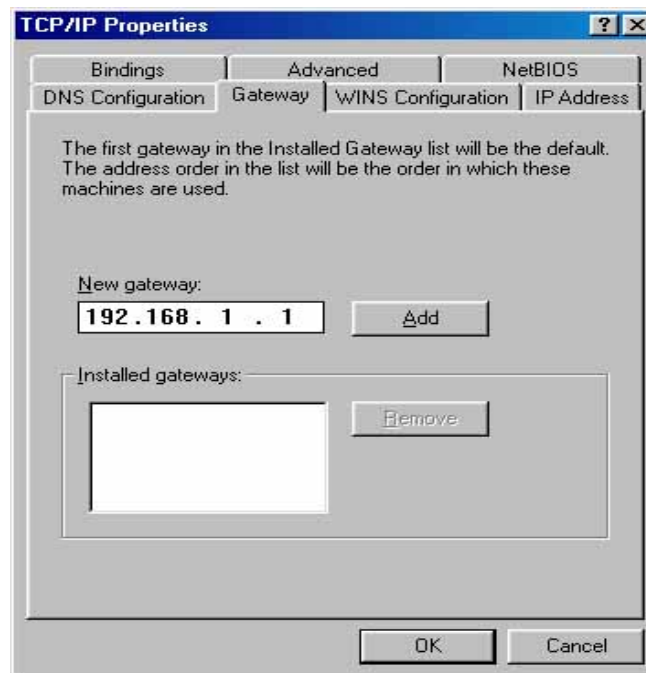 TCP/IP Properties
? ×
Bindings Advanced NetBIOS
DNS Configuration Gateway WINS Configuration IP Address
The first gateway in the Installed Gateway list will be the default.
The address order in the list will be the order in which these
machines are used.
New gateway:
192.168. 1 . 1 Add
Installed gateways:
Remove
OK Cancel